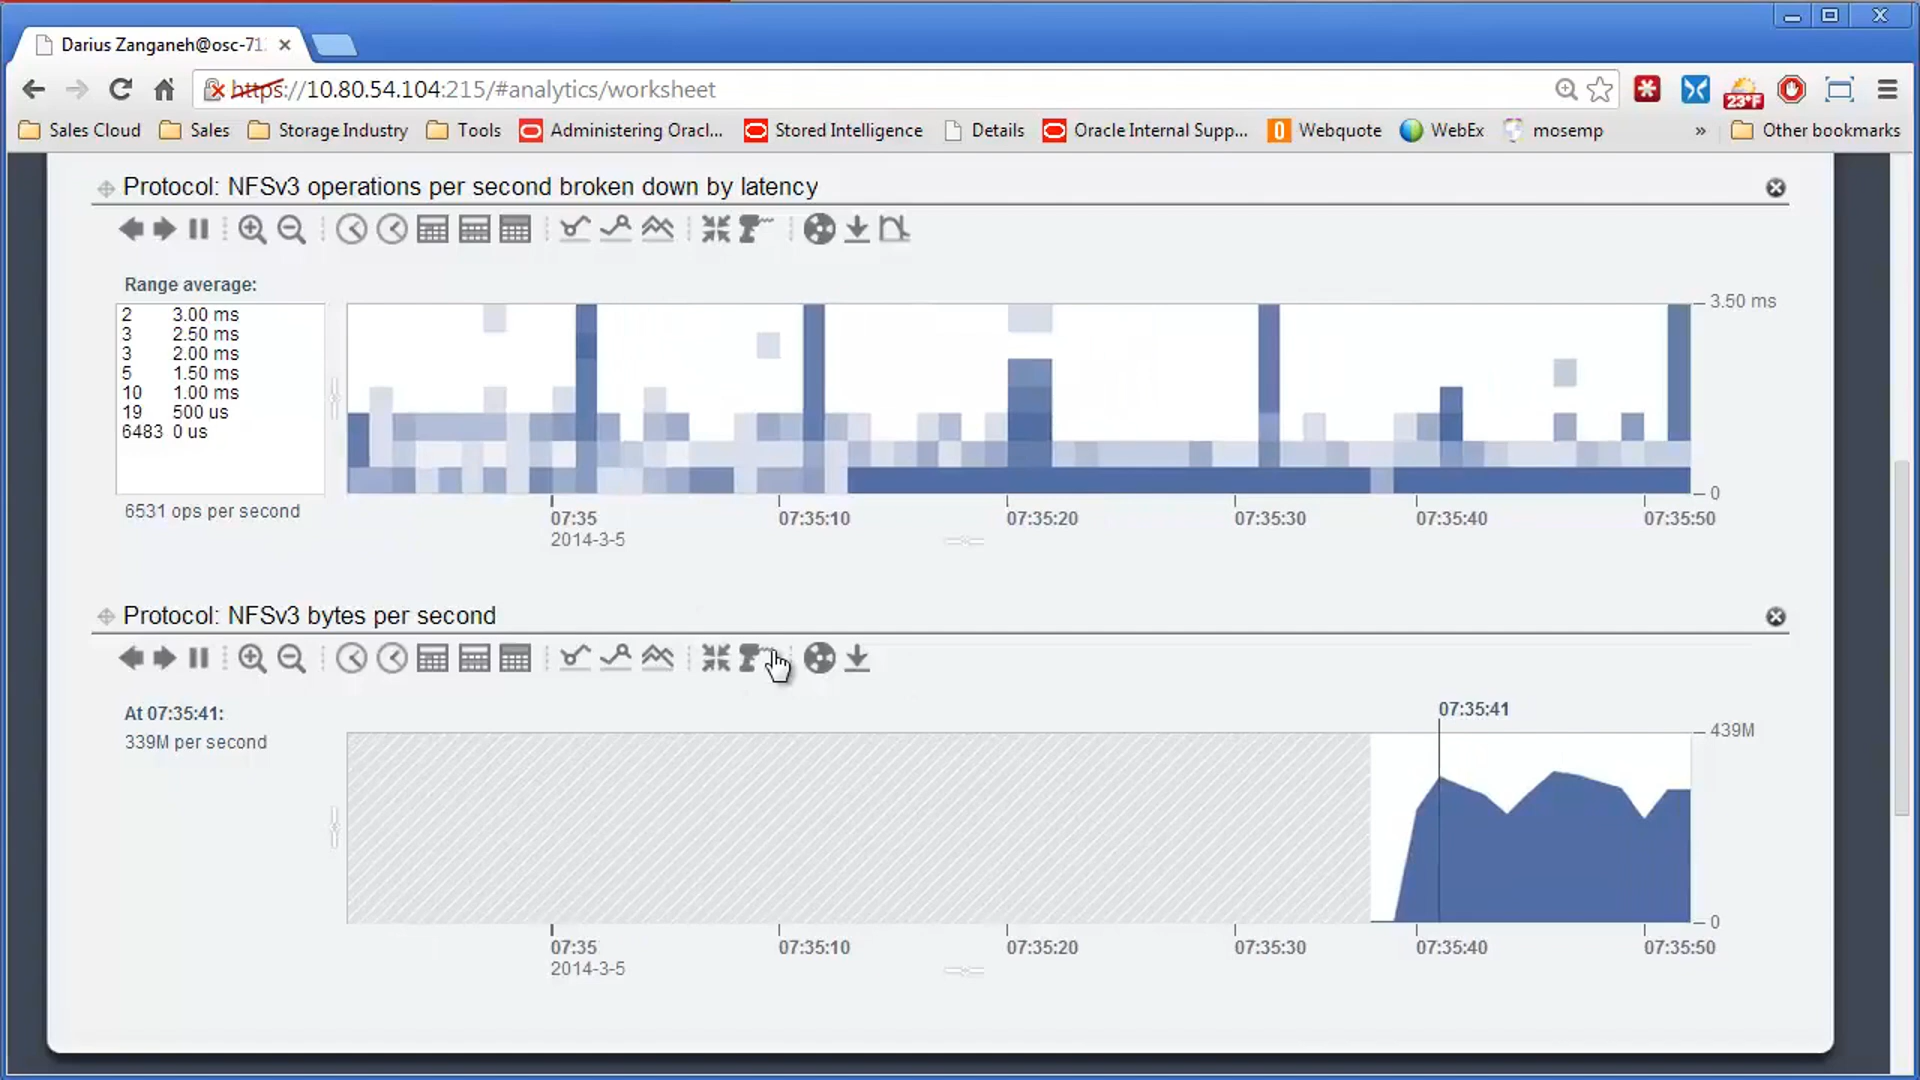 Darius Zanganeh@osc-71
https://10.80.54.104:215/#analytics/worksheet
23°F
Sales Cloud Sales Storage Industry Tools Administering Oracl... Stored Intelligence Details Oracle Internal Supp... Webquote WebEx mosemp » Other bookmarks
Protocol: NFSv3 operations per second broken down by latency
Range average:
2 3.00 ms
3 2.50 ms
3 2.00 ms
5 1.50 ms
10 1.00 ms
19 500 us
6483 0 us
6531 ops per second
3.50 ms
0
07:35 07:35:10 07:35:20 07:35:30 07:35:40 07:35:50
2014-3-5
Protocol: NFSv3 bytes per second
At 07:35:41:
339M per second
07:35:41
439M
0
07:35 07:35:10 07:35:20 07:35:30 07:35:40 07:35:50
2014-3-5